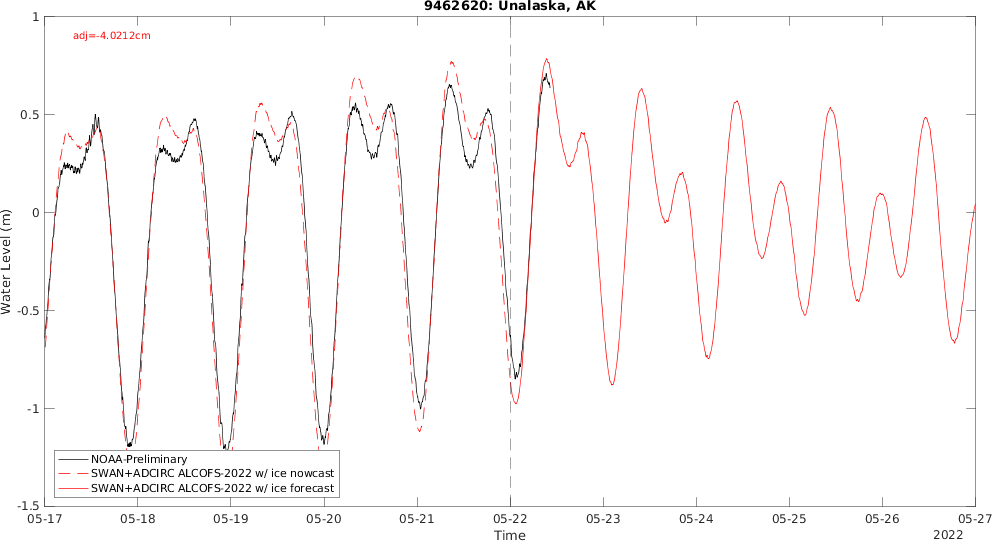 9462620: Unalaska, AK
adj=-4.0212cm
1
0.5
0
-0.5
-1
-1.5
Water Level (m)
NOAA-Preliminary
SWAN+ADCIRC ALCOFS-2022 w/ ice nowcast
SWAN+ADCIRC ALCOFS-2022 w/ ice forecast
05-17 05-18 05-19 05-20 05-21 05-22 05-23 05-24 05-25 05-26 05-27
Time
2022